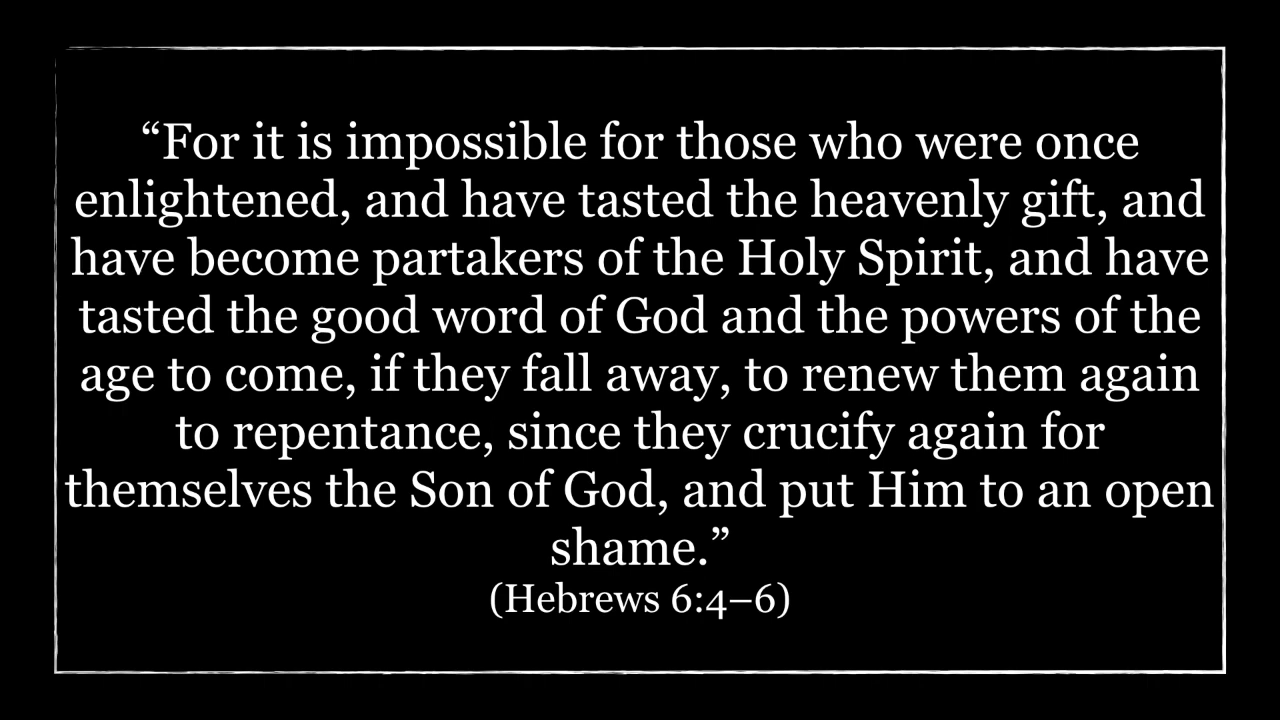 “For it is impossible for those who were once
enlightened, and have tasted the heavenly gift, and
have become partakers of the Holy Spirit, and have
tasted the good word of God and the powers of the
age to come, if they fall away, to renew them again
to repentance, since they crucify again for
themselves the Son of God, and put Him to an open
shame.”
(Hebrews 6:4–6)